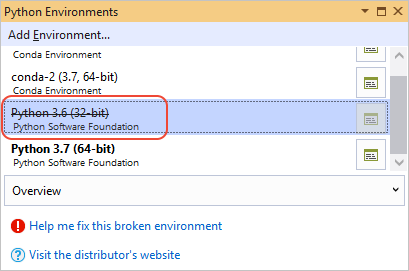 Python Environments
Add Environment...
Conda Environment
conda-2 (3.7, 64-bit)
Conda Environment
Python 3.6 (32-bit)
Python Software Foundation
Python 3.7 (64-bit)
Python Software Foundation
Overview
Help me fix this broken environment
Visit the distributor's website